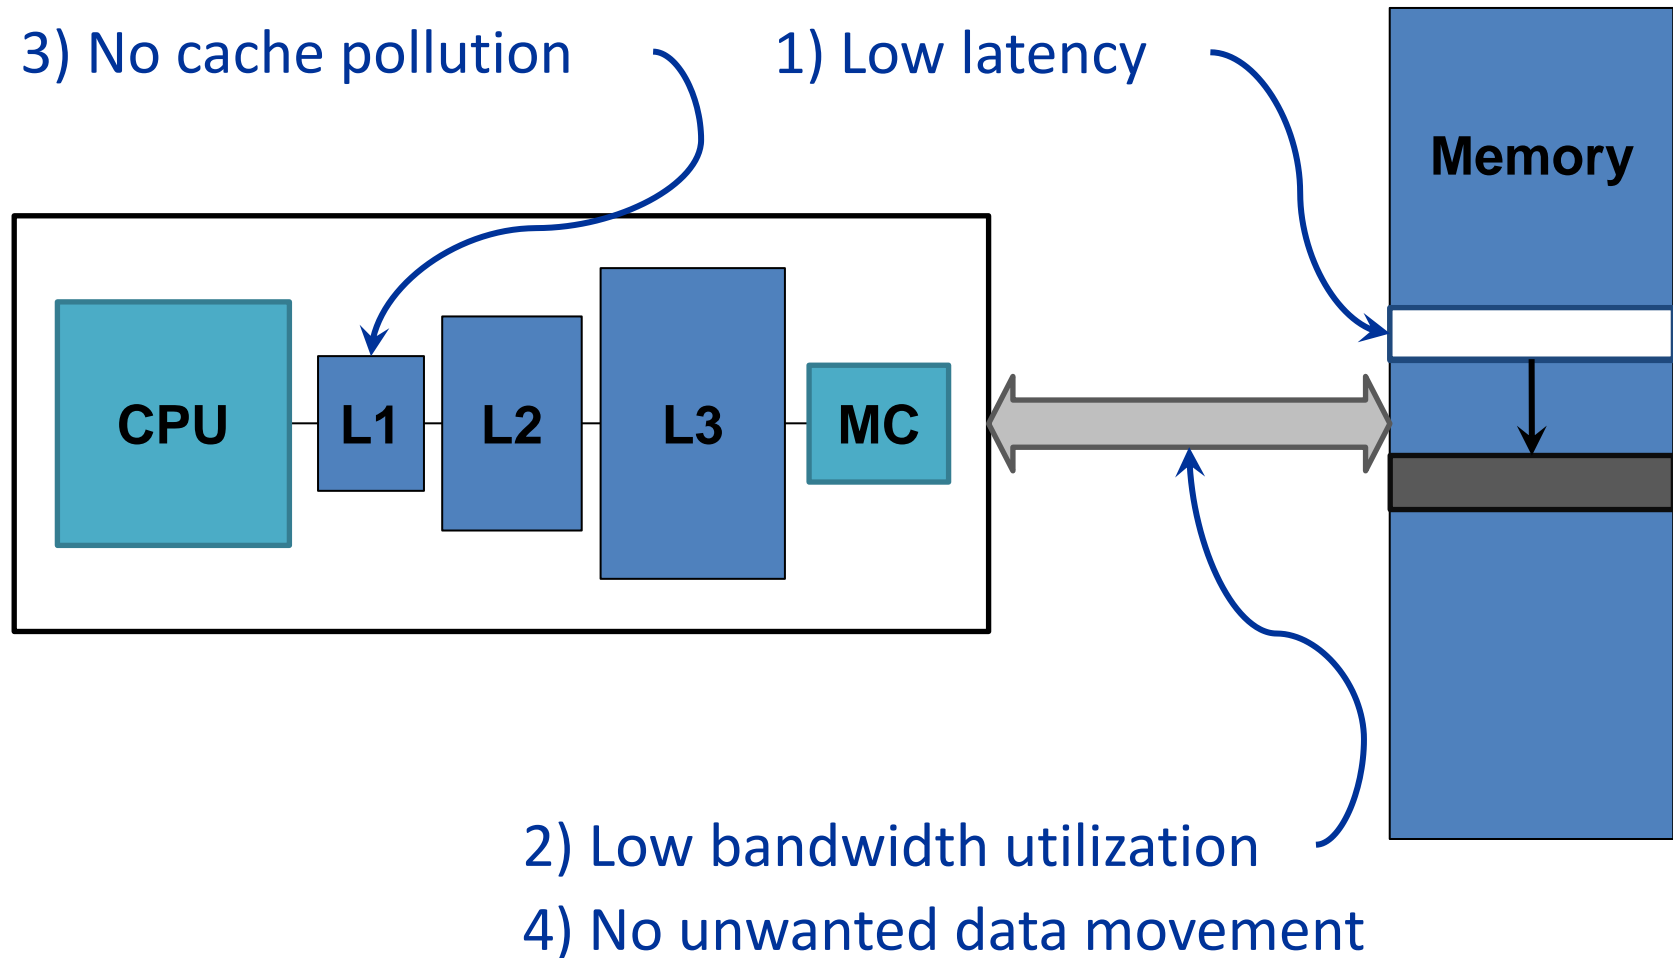 3) No cache pollution
1) Low latency
Memory
CPU
L1
L2
L3
MC
2) Low bandwidth utilization
4) No unwanted data movement